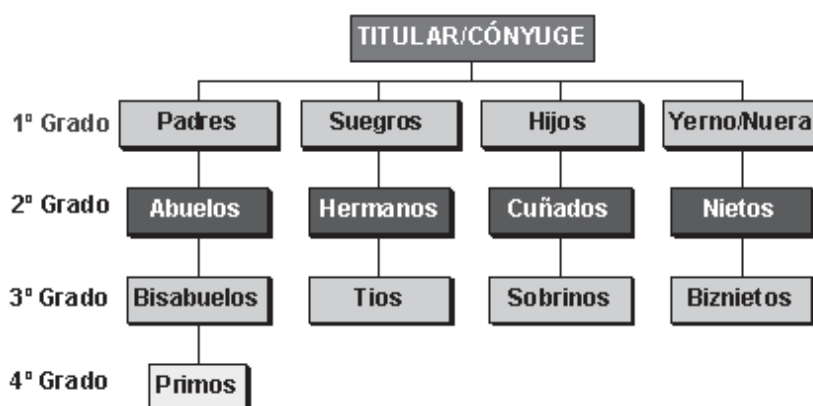 TITULAR/CÓNYUGE
1º Grado Padres Suegros Hijos Yerno/Nuera
2º Grado Abuelos Hermanos Cuñados Nietos
3º Grado Bisabuelos Tios Sobrinos Biznietos
4º Grado Primos